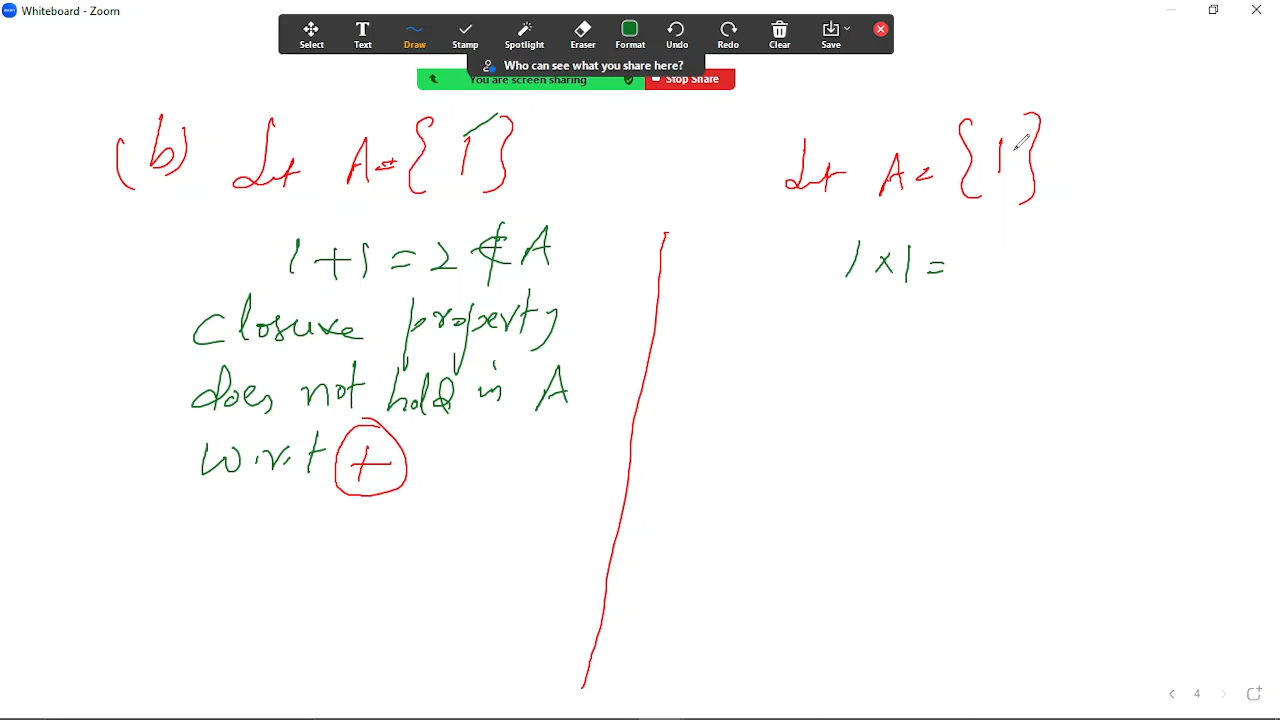 Whiteboard - Zoom
Select Text Draw Stamp Spotlight Eraser Format Undo Redo Clear Save
Who can see what you share here?
You are screen sharing Stop Share
(b) Let A = { 1 }
1 + 1 = 2 ∉ A
closure property
does not hold in A
w.r.t +
Let A = { 1 }
1 × 1 =
4